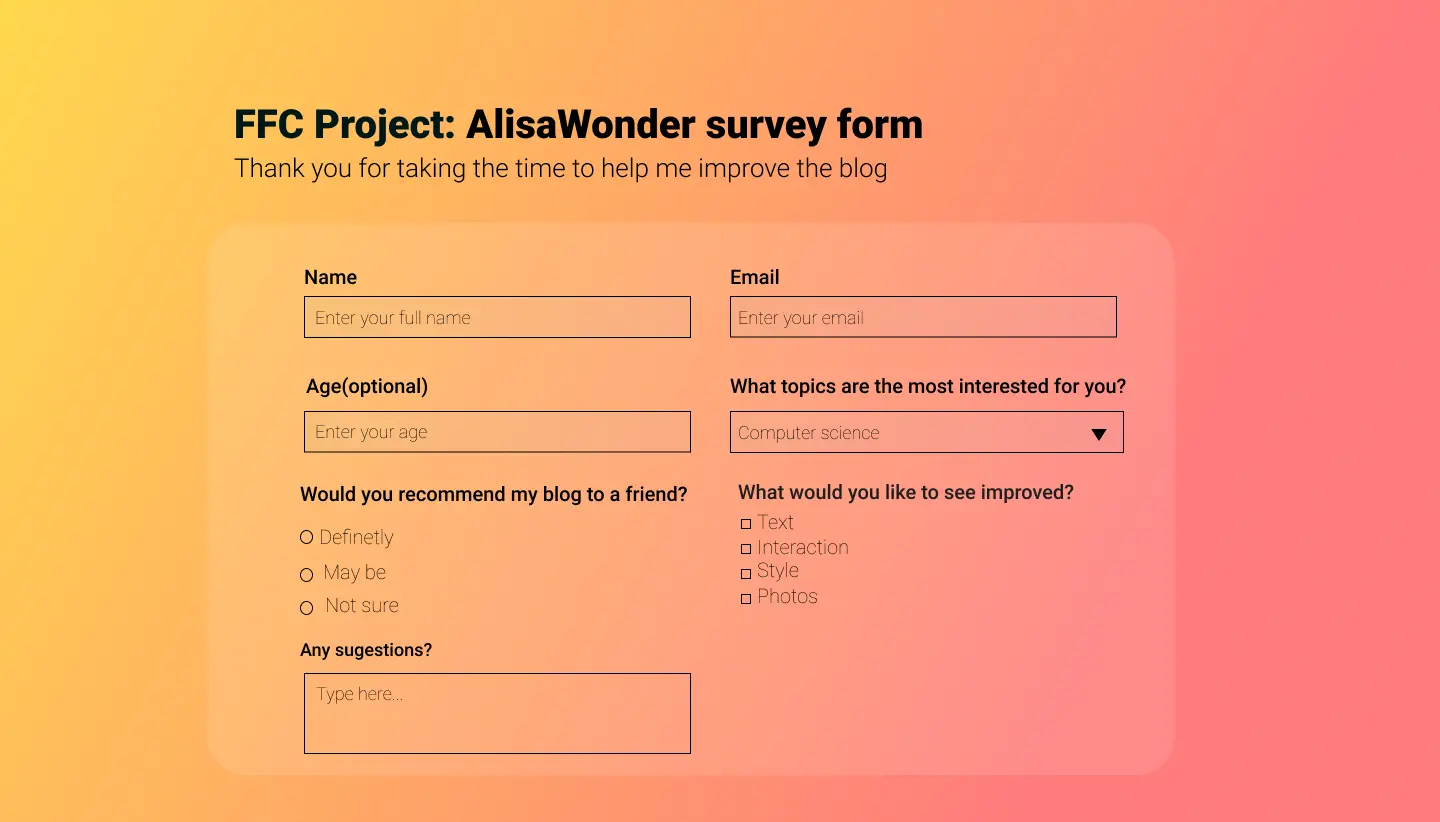 FFC Project: AlisaWonder survey form
Thank you for taking the time to help me improve the blog
Name
Enter your full name
Email
Enter your email
Age(optional)
Enter your age
What topics are the most interested for you?
Computer science
Would you recommend my blog to a friend?
Definetly
May be
Not sure
What would you like to see improved?
Text
Interaction
Style
Photos
Any sugestions?
Type here...